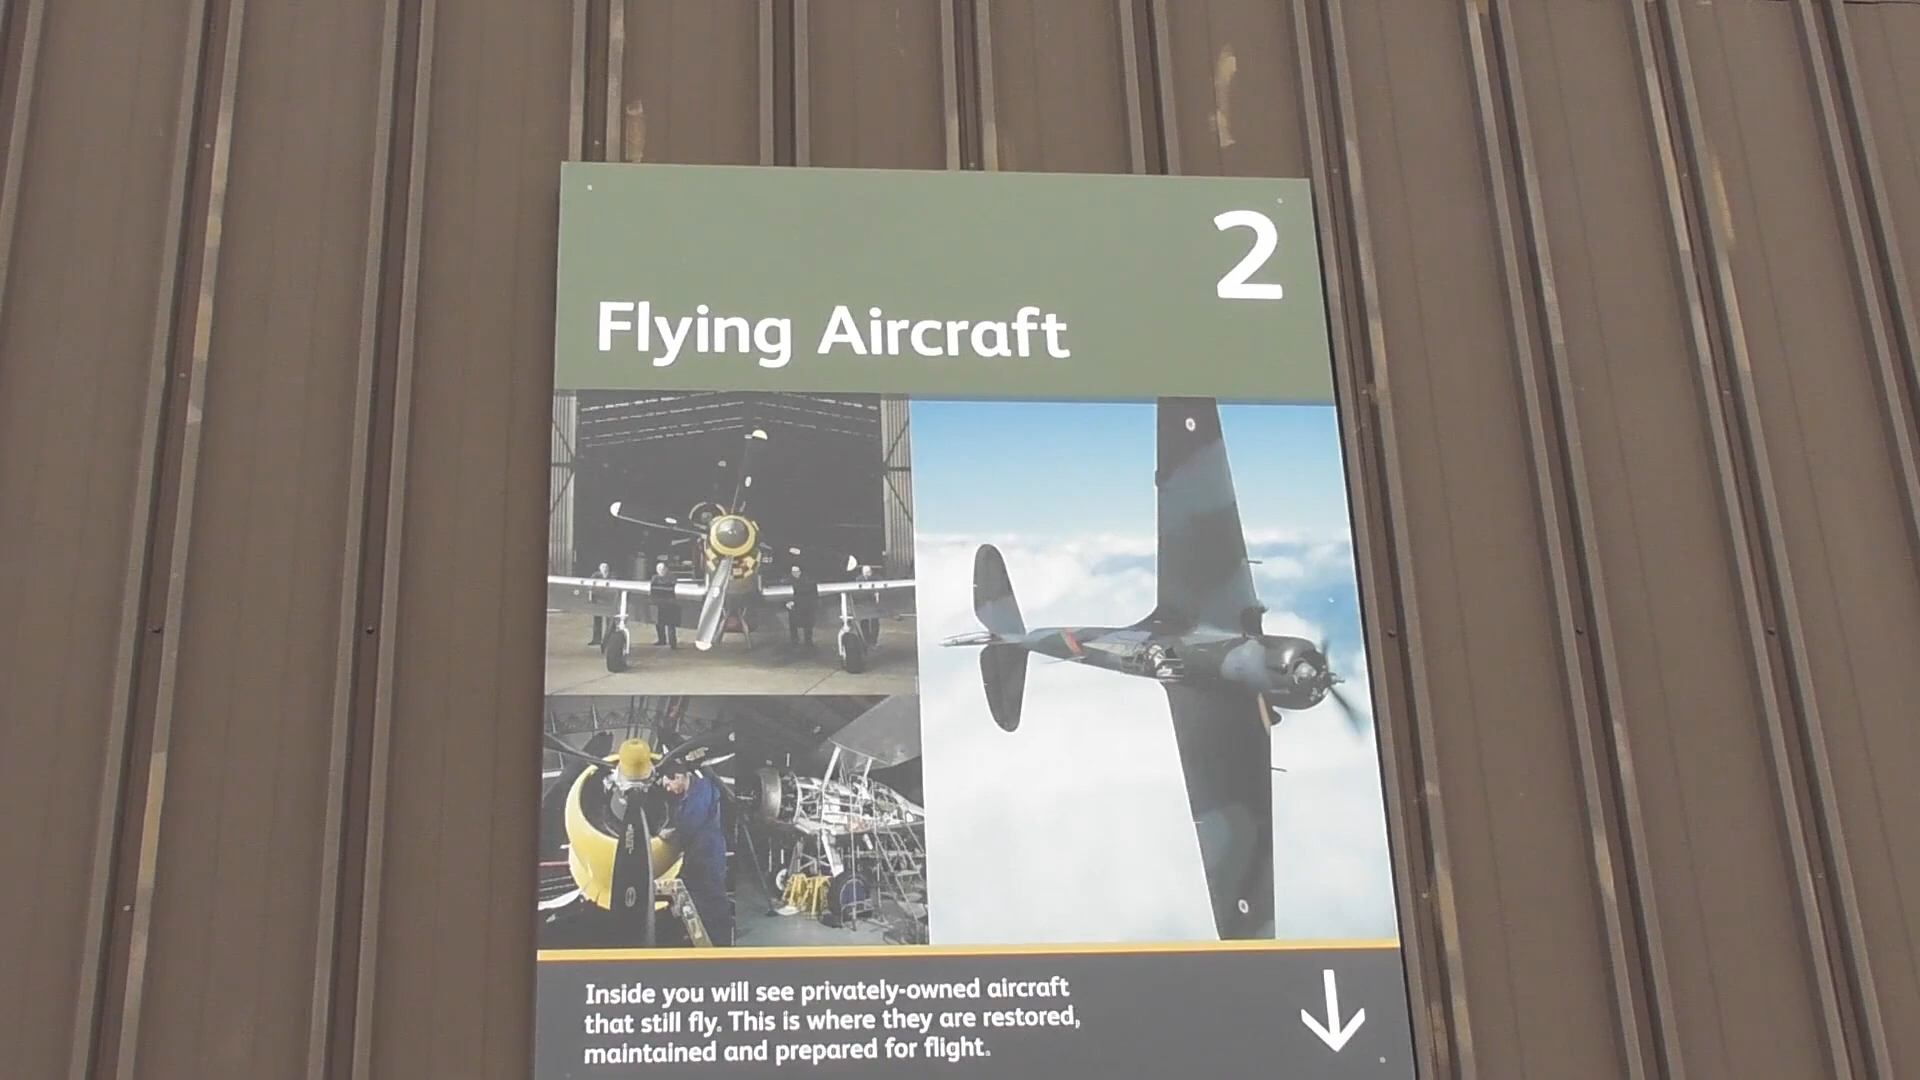 2
Flying Aircraft
Inside you will see privately-owned aircraft
that still fly. This is where they are restored,
maintained and prepared for flight.